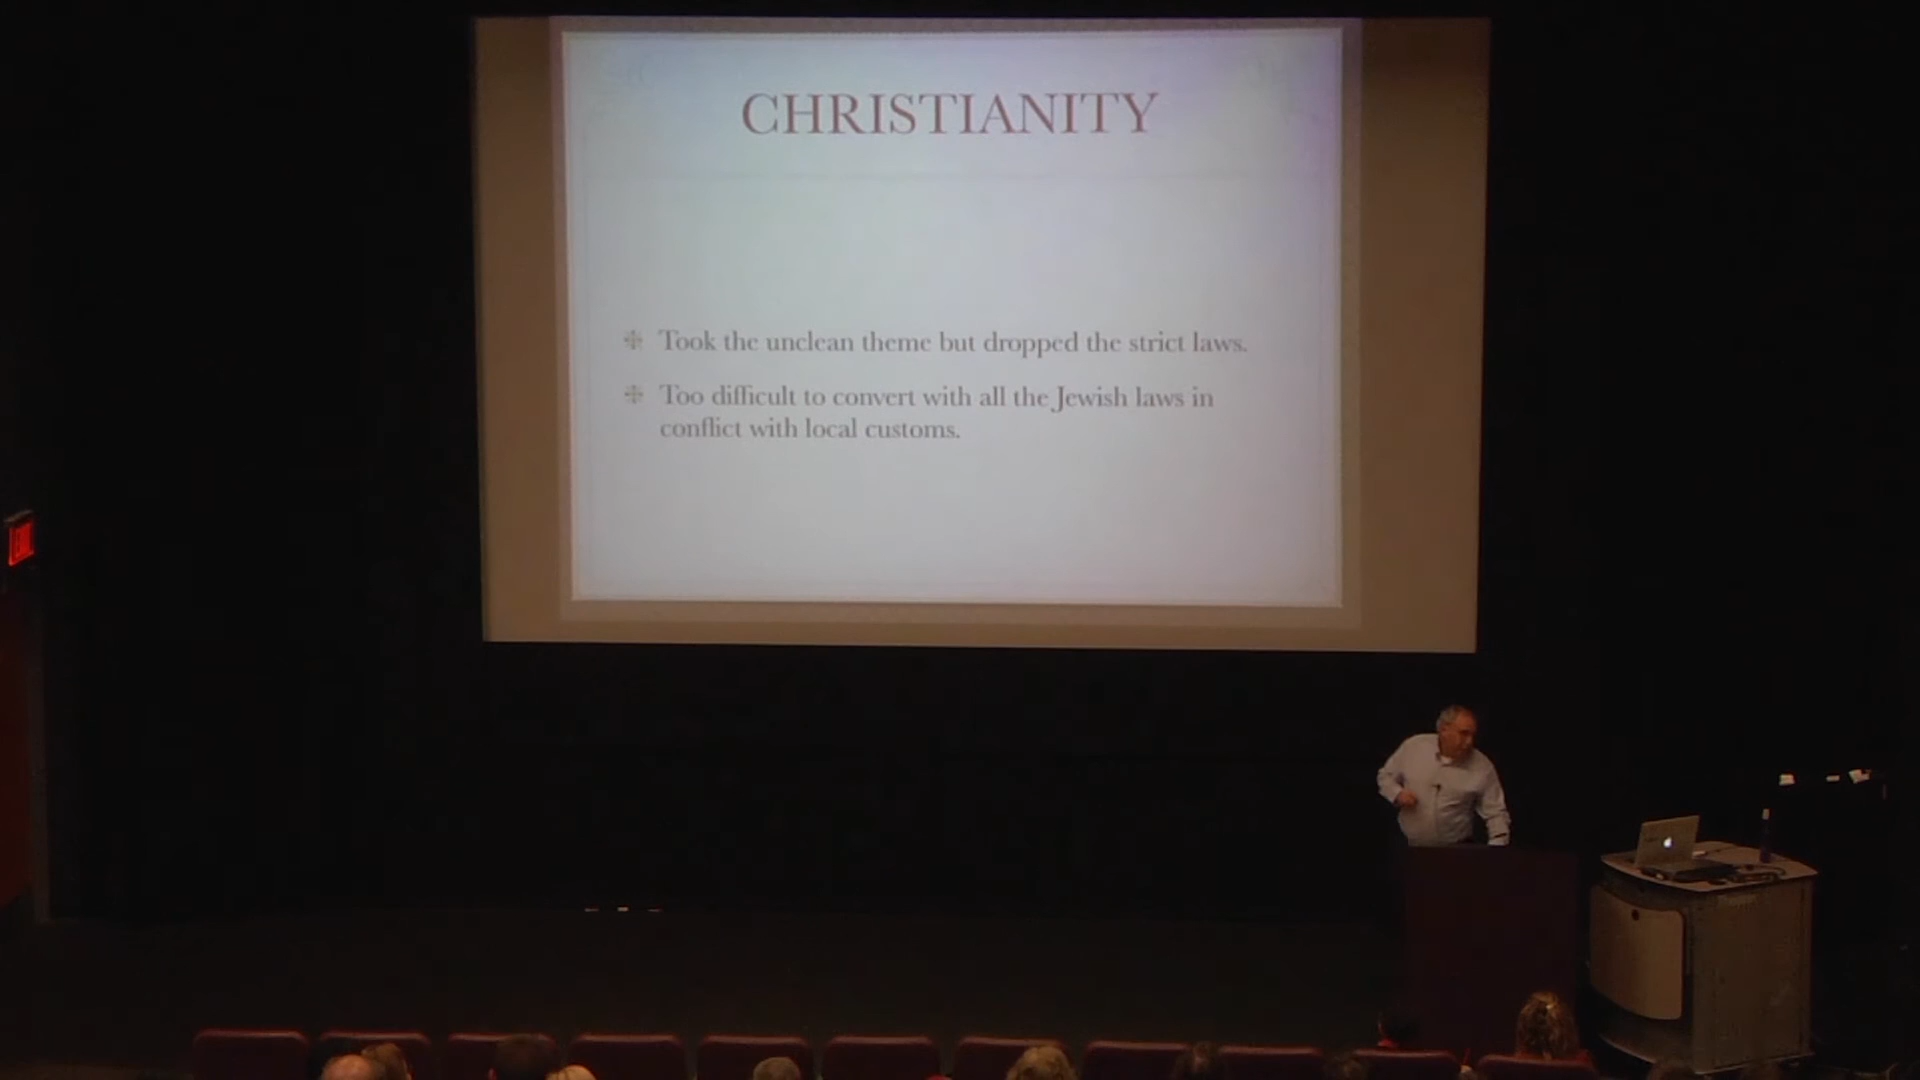 CHRISTIANITY
Took the unclean theme but dropped the strict laws.
Too difficult to convert with all the Jewish laws in
conflict with local customs.
EXIT